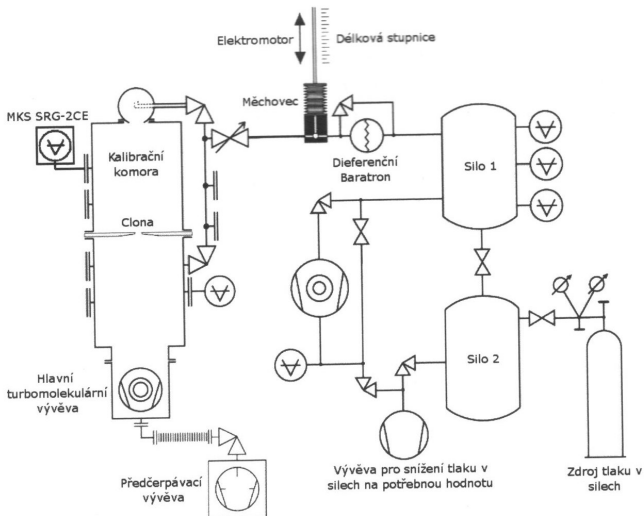 Elektromotor
Délková stupnice
Měchovec
MKS SRG-2CE
Kalibrační
komora
Dieferenční
Baratron
Silo 1
Clona
Silo 2
Hlavní
turbomolekulární
vývěva
Předčerpávací
vývěva
Vývěva pro snížení tlaku v
silech na potřebnou hodnotu
Zdroj tlaku v
silech